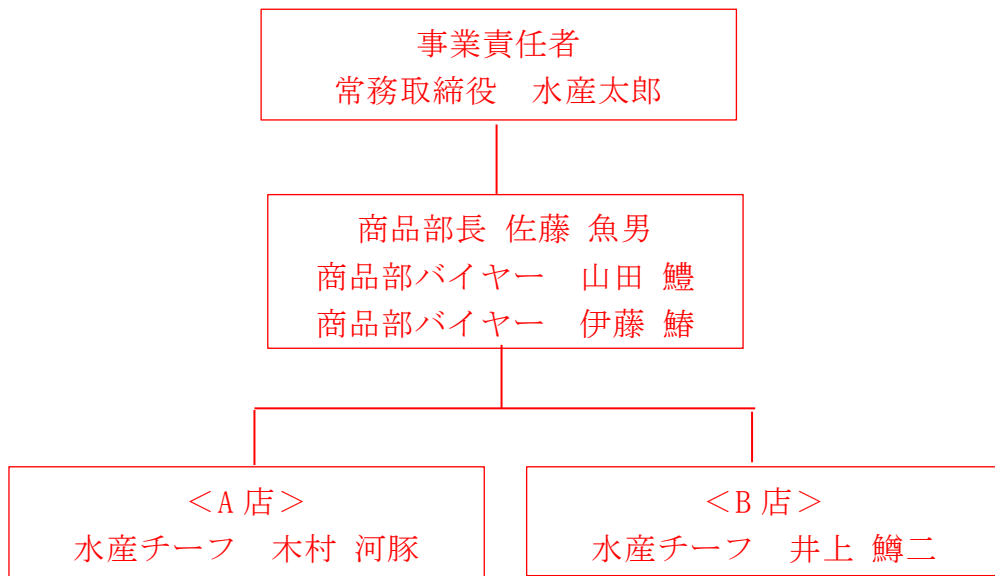 事業責任者
常務取締役　水産太郎
商品部長 佐藤 魚男
商品部バイヤー　山田 鱧
商品部バイヤー　伊藤 鰆
＜A店＞
水産チーフ　木村 河豚
＜B店＞
水産チーフ　井上 鱒二